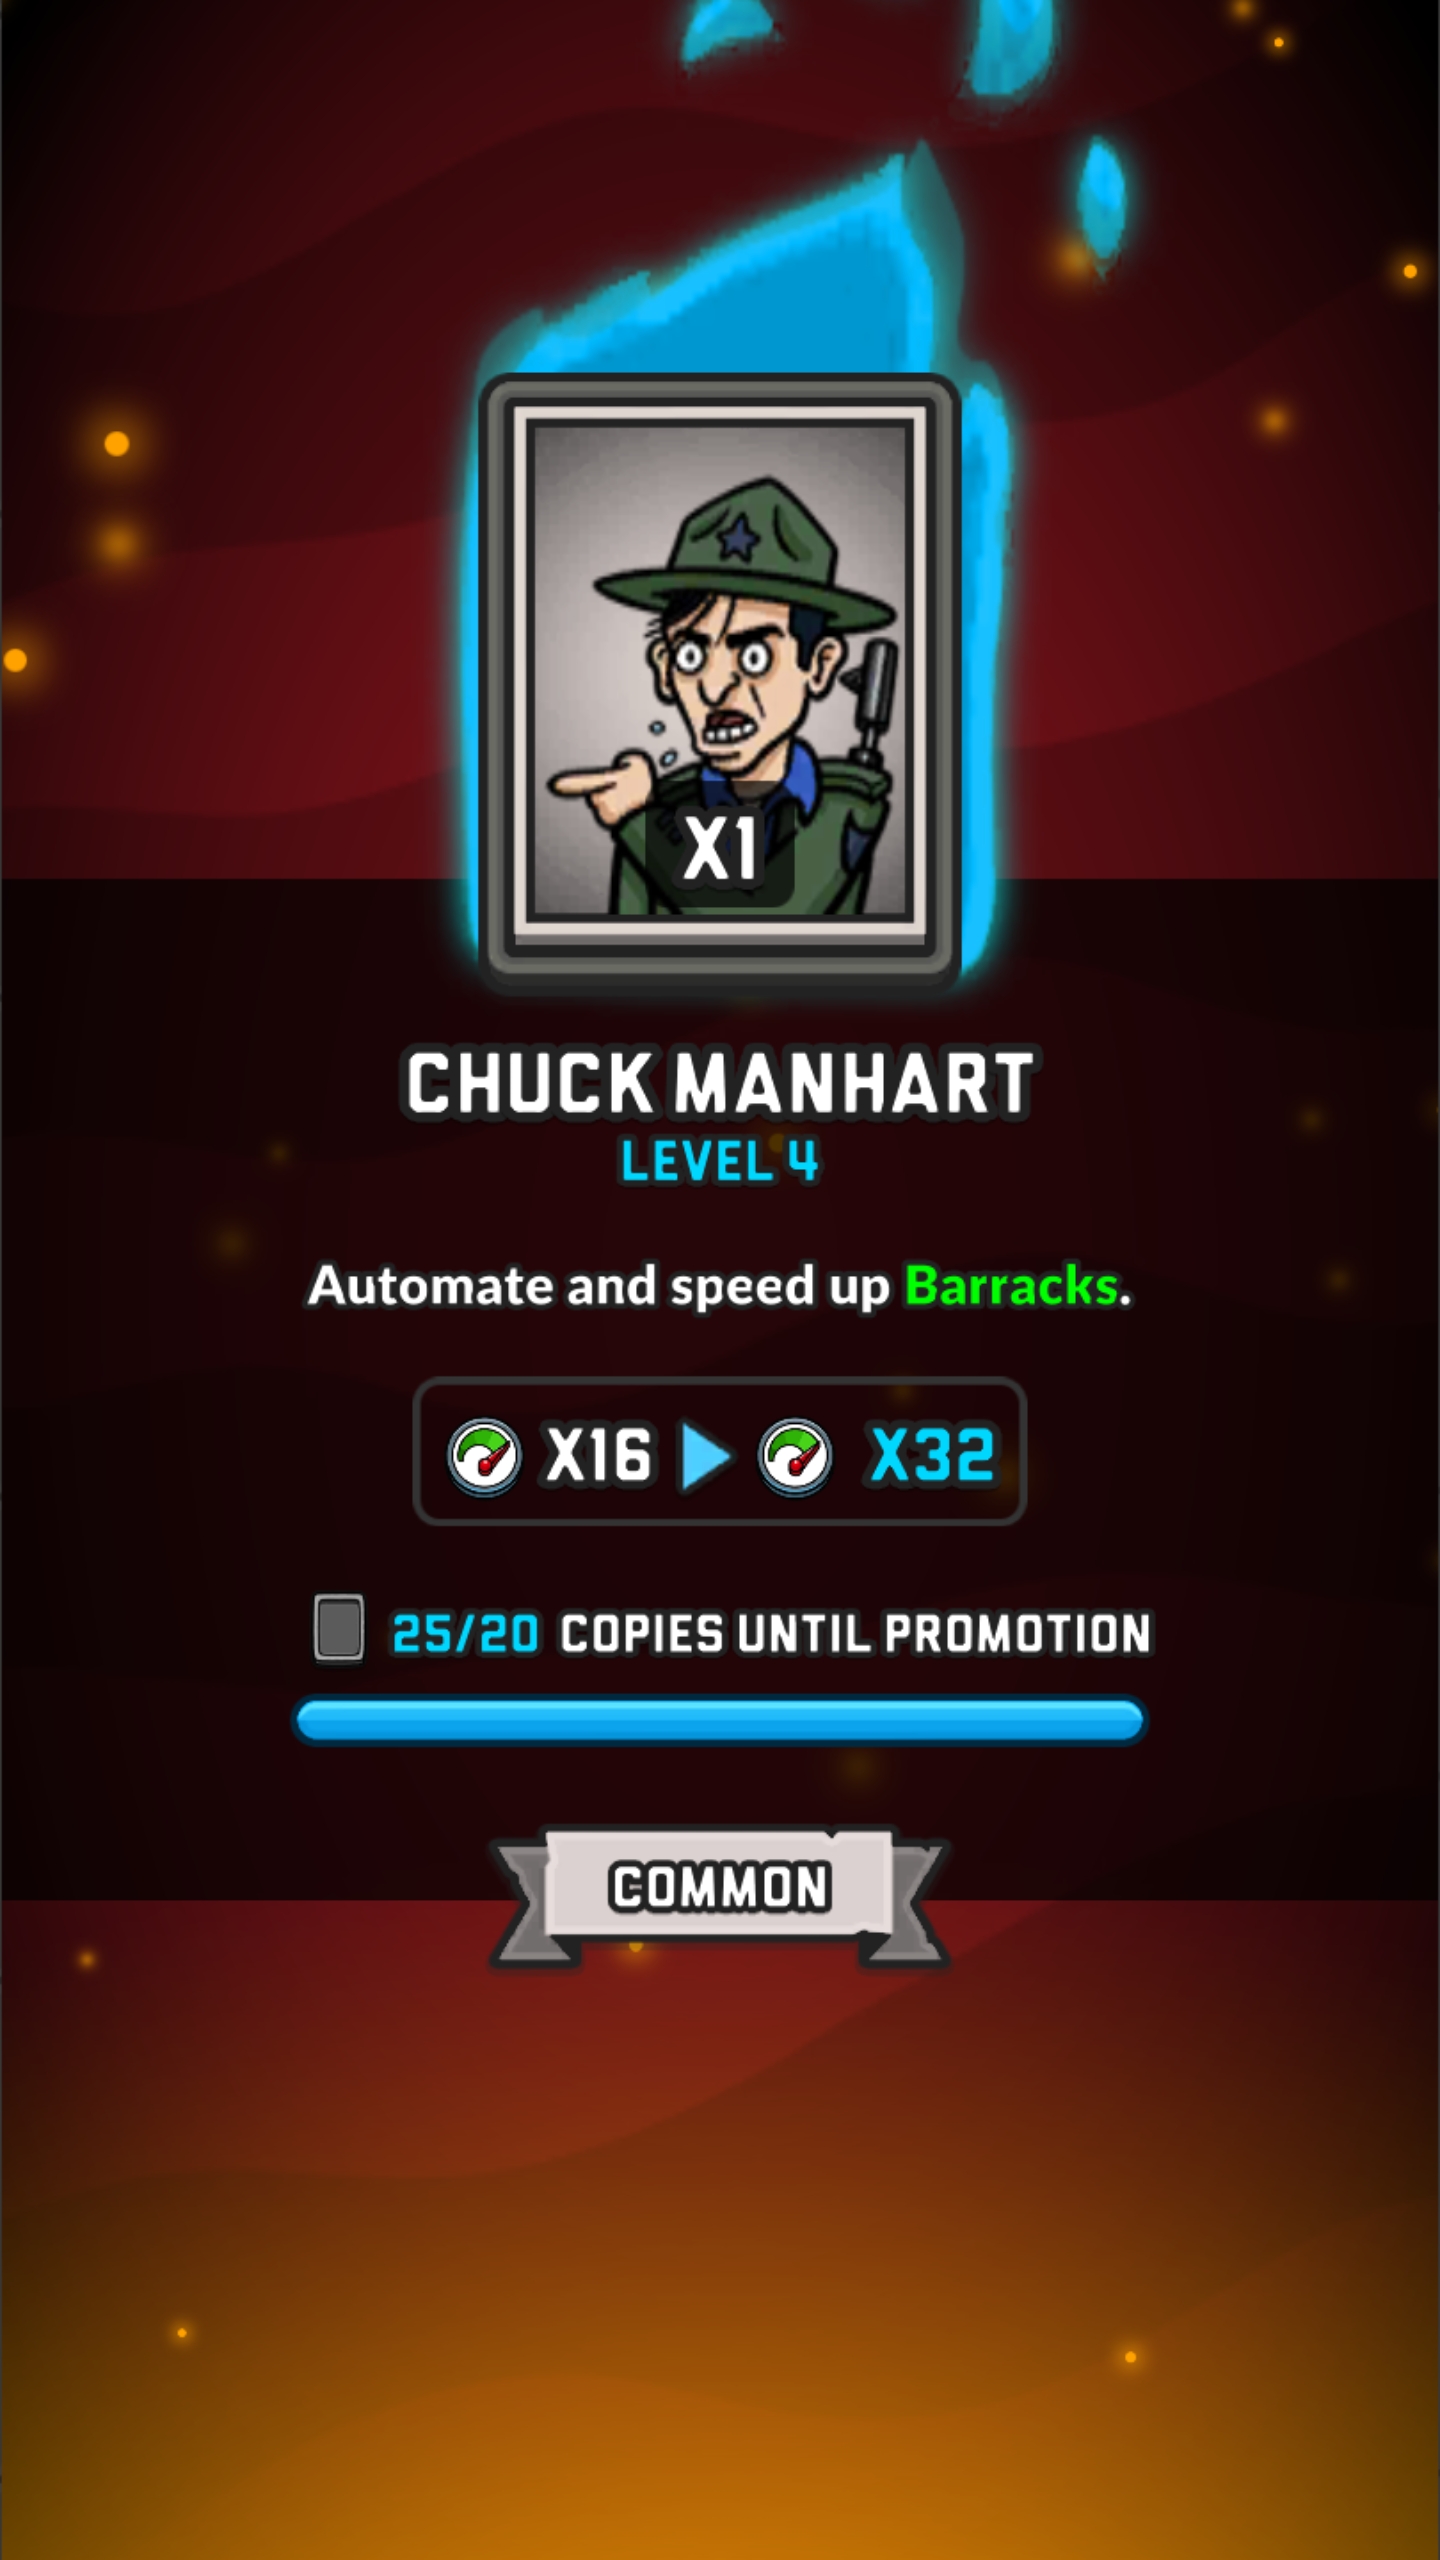 X1
CHUCK MANHART
LEVEL 4
Automate and speed up Barracks.
X16 X32
25/20 COPIES UNTIL PROMOTION
COMMON